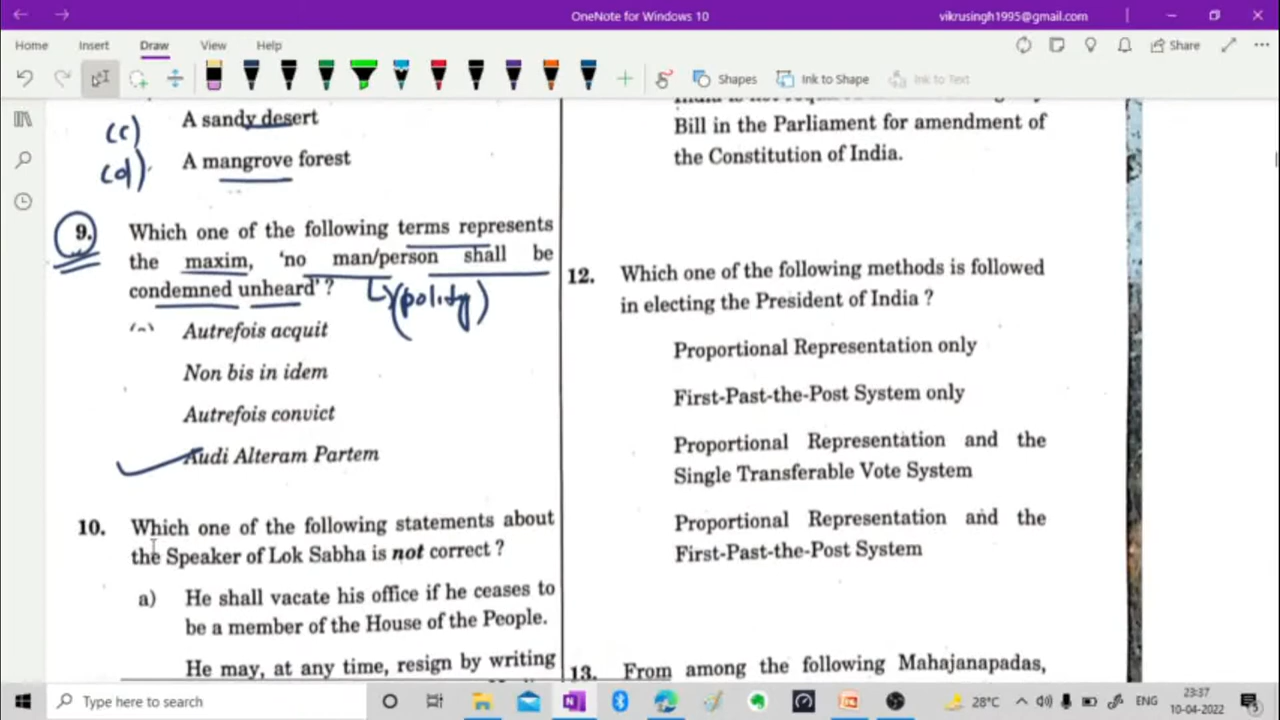 OneNote for Windows 10
vikrusingh1995@gmail.com
Home Insert Draw View Help
Share
Shapes
Ink to Shape
Ink to Text
(c) A sandy desert
(d) A mangrove forest
9. Which one of the following terms represents
the maxim, 'no man/person shall be
condemned unheard' ?
(polity)
Autrefois acquit
Non bis in idem
Autrefois convict
Audi Alteram Partem
10. Which one of the following statements about
the Speaker of Lok Sabha is not correct ?
a) He shall vacate his office if he ceases to
be a member of the House of the People.
He may, at any time, resign by writing
Bill in the Parliament for amendment of
the Constitution of India.
12. Which one of the following methods is followed
in electing the President of India ?
Proportional Representation only
First-Past-the-Post System only
Proportional Representation and the
Single Transferable Vote System
Proportional Representation and the
First-Past-the-Post System
13. From among the following Mahajanapadas,
Type here to search
28°C
ENG
23:37
10-04-2022